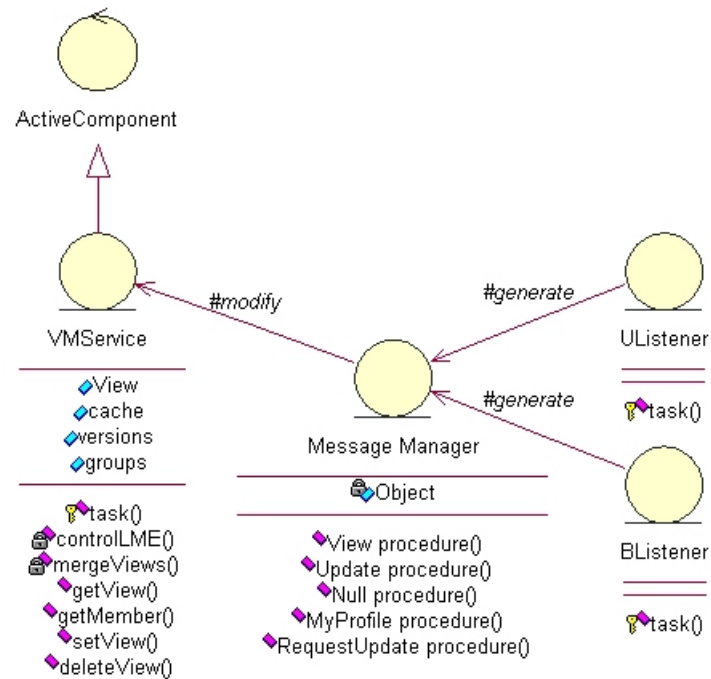 ActiveComponent
VMService
View
cache
versions
groups
task()
controlLME()
mergeViews()
getView()
getMember()
setView()
deleteView()
#modify
Message Manager
Object
View procedure()
Update procedure()
Null procedure()
MyProfile procedure()
RequestUpdate procedure()
#generate
#generate
UListener
task()
BListener
task()